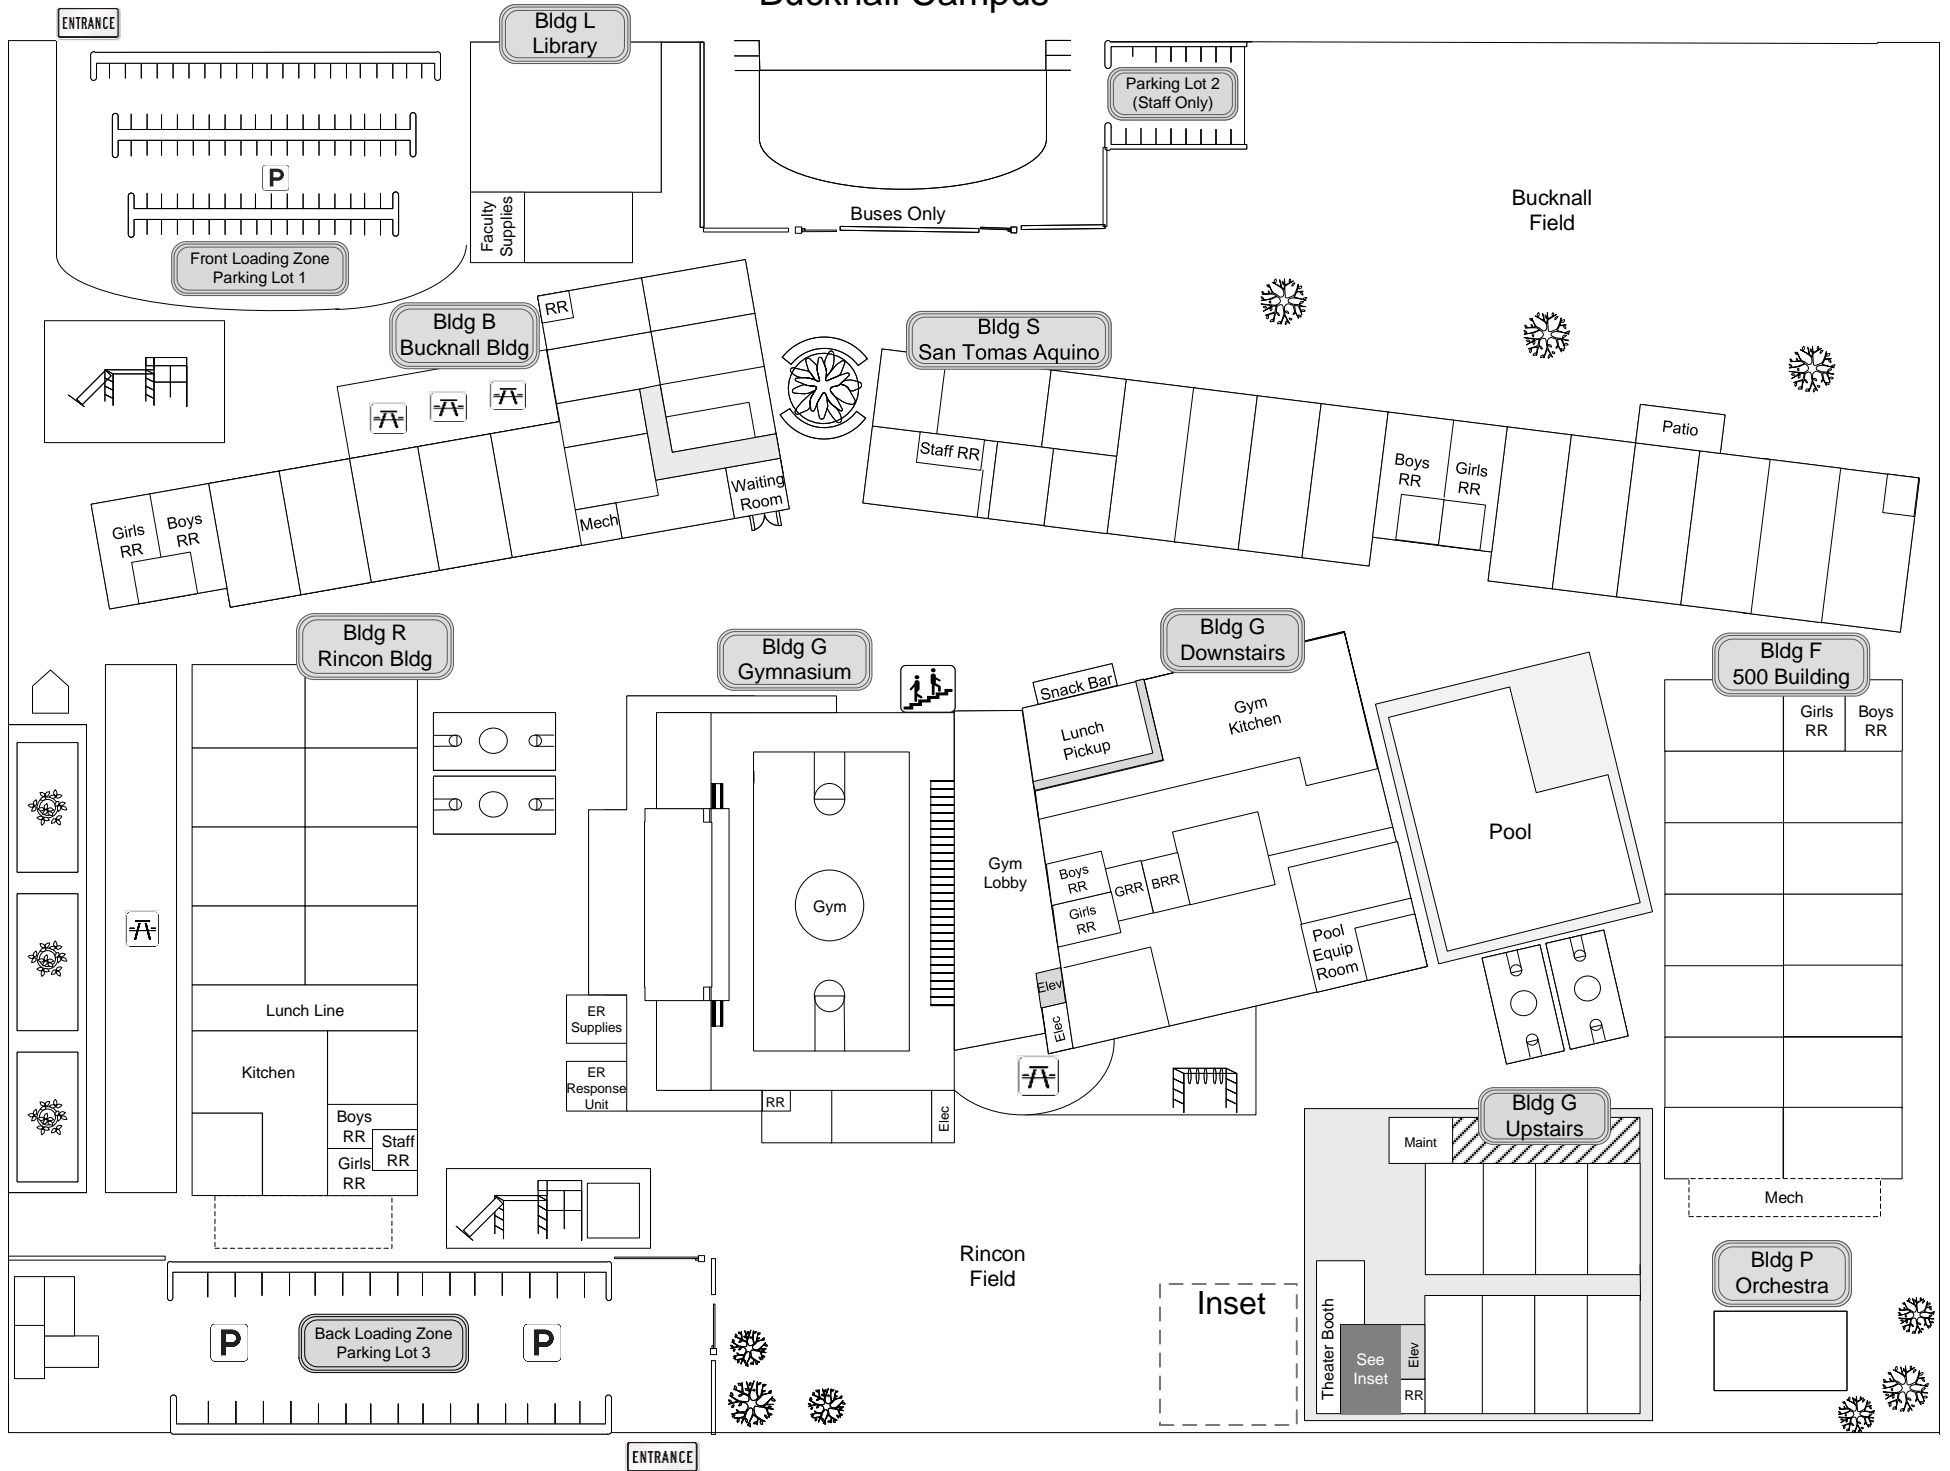 Bucknall Campus
ENTRANCE
Bldg L
Library
Parking Lot 2
(Staff Only)
P
Faculty
Supplies
Buses Only
Bucknall
Field
Front Loading Zone
Parking Lot 1
RR
Bldg B
Bucknall Bldg
Bldg S
San Tomas Aquino
Patio
Staff RR
Boys
RR
Girls
RR
Waiting
Room
Mech
Girls
RR
Boys
RR
Bldg R
Rincon Bldg
Bldg G
Gymnasium
Bldg G
Downstairs
Bldg F
500 Building
Snack Bar
Lunch
Pickup
Gym
Kitchen
Girls
RR
Boys
RR
Pool
Gym
Lobby
Gym
Boys
RR
GRR
BRR
Girls
RR
Pool
Equip
Room
Elev
Elec
Lunch Line
ER
Supplies
Kitchen
ER
Response
Unit
RR
Elec
Boys
RR
Staff
RR
Girls
RR
Bldg G
Upstairs
Maint
Mech
Rincon
Field
Bldg P
Orchestra
Inset
Theater Booth
See
Inset
Elev
RR
P
Back Loading Zone
Parking Lot 3
P
ENTRANCE